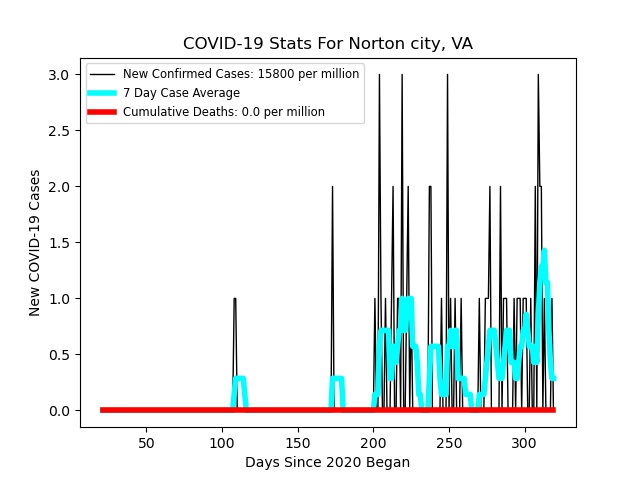 COVID-19 Stats For Norton city, VA
New Confirmed Cases: 15800 per million
7 Day Case Average
Cumulative Deaths: 0.0 per million
New COVID-19 Cases
3.0
2.5
2.0
1.5
1.0
0.5
0.0
50 100 150 200 250 300
Days Since 2020 Began